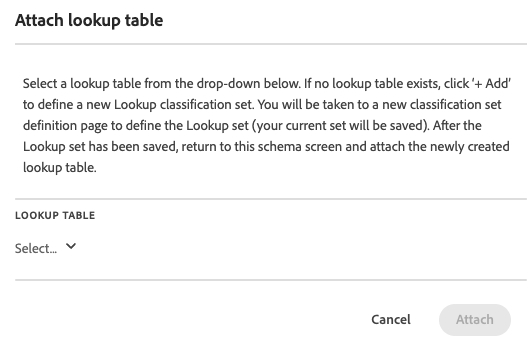 Attach lookup table
Select a lookup table from the drop-down below. If no lookup table exists, click '+ Add'
to define a new Lookup classification set. You will be taken to a new classification set
definition page to define the Lookup set (your current set will be saved). After the
Lookup set has been saved, return to this schema screen and attach the newly created
lookup table.
LOOKUP TABLE
Select...
Cancel Attach